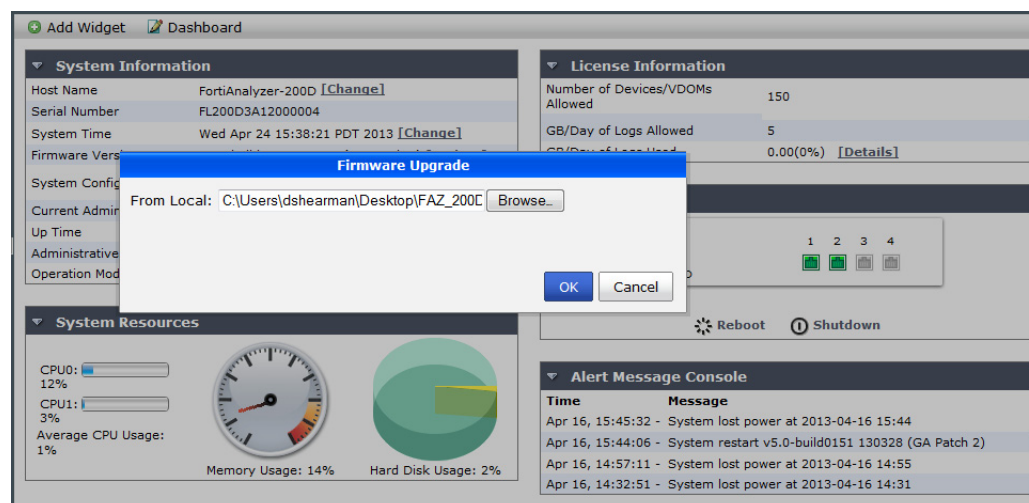 Add Widget Dashboard
System Information
Host Name FortiAnalyzer-200D [Change]
Serial Number FL200D3A12000004
System Time Wed Apr 24 15:38:21 PDT 2013 [Change]
Firmware Vers
System Config
Current Admin
Up Time
Administrative
Operation Mod
Firmware Upgrade
From Local: C:\Users\dshearman\Desktop\FAZ_200D Browse...
OK Cancel
License Information
Number of Devices/VDOMs
Allowed
150
GB/Day of Logs Allowed 5
GB/Day of Logs Used 0.00(0%) [Details]
1 2 3 4
Reboot Shutdown
System Resources
CPU0:
12%
CPU1:
3%
Average CPU Usage:
1%
Memory Usage: 14%
Hard Disk Usage: 2%
Alert Message Console
Time Message
Apr 16, 15:45:32 - System lost power at 2013-04-16 15:44
Apr 16, 15:44:06 - System restart v5.0-build0151 130328 (GA Patch 2)
Apr 16, 14:57:11 - System lost power at 2013-04-16 14:55
Apr 16, 14:32:51 - System lost power at 2013-04-16 14:31